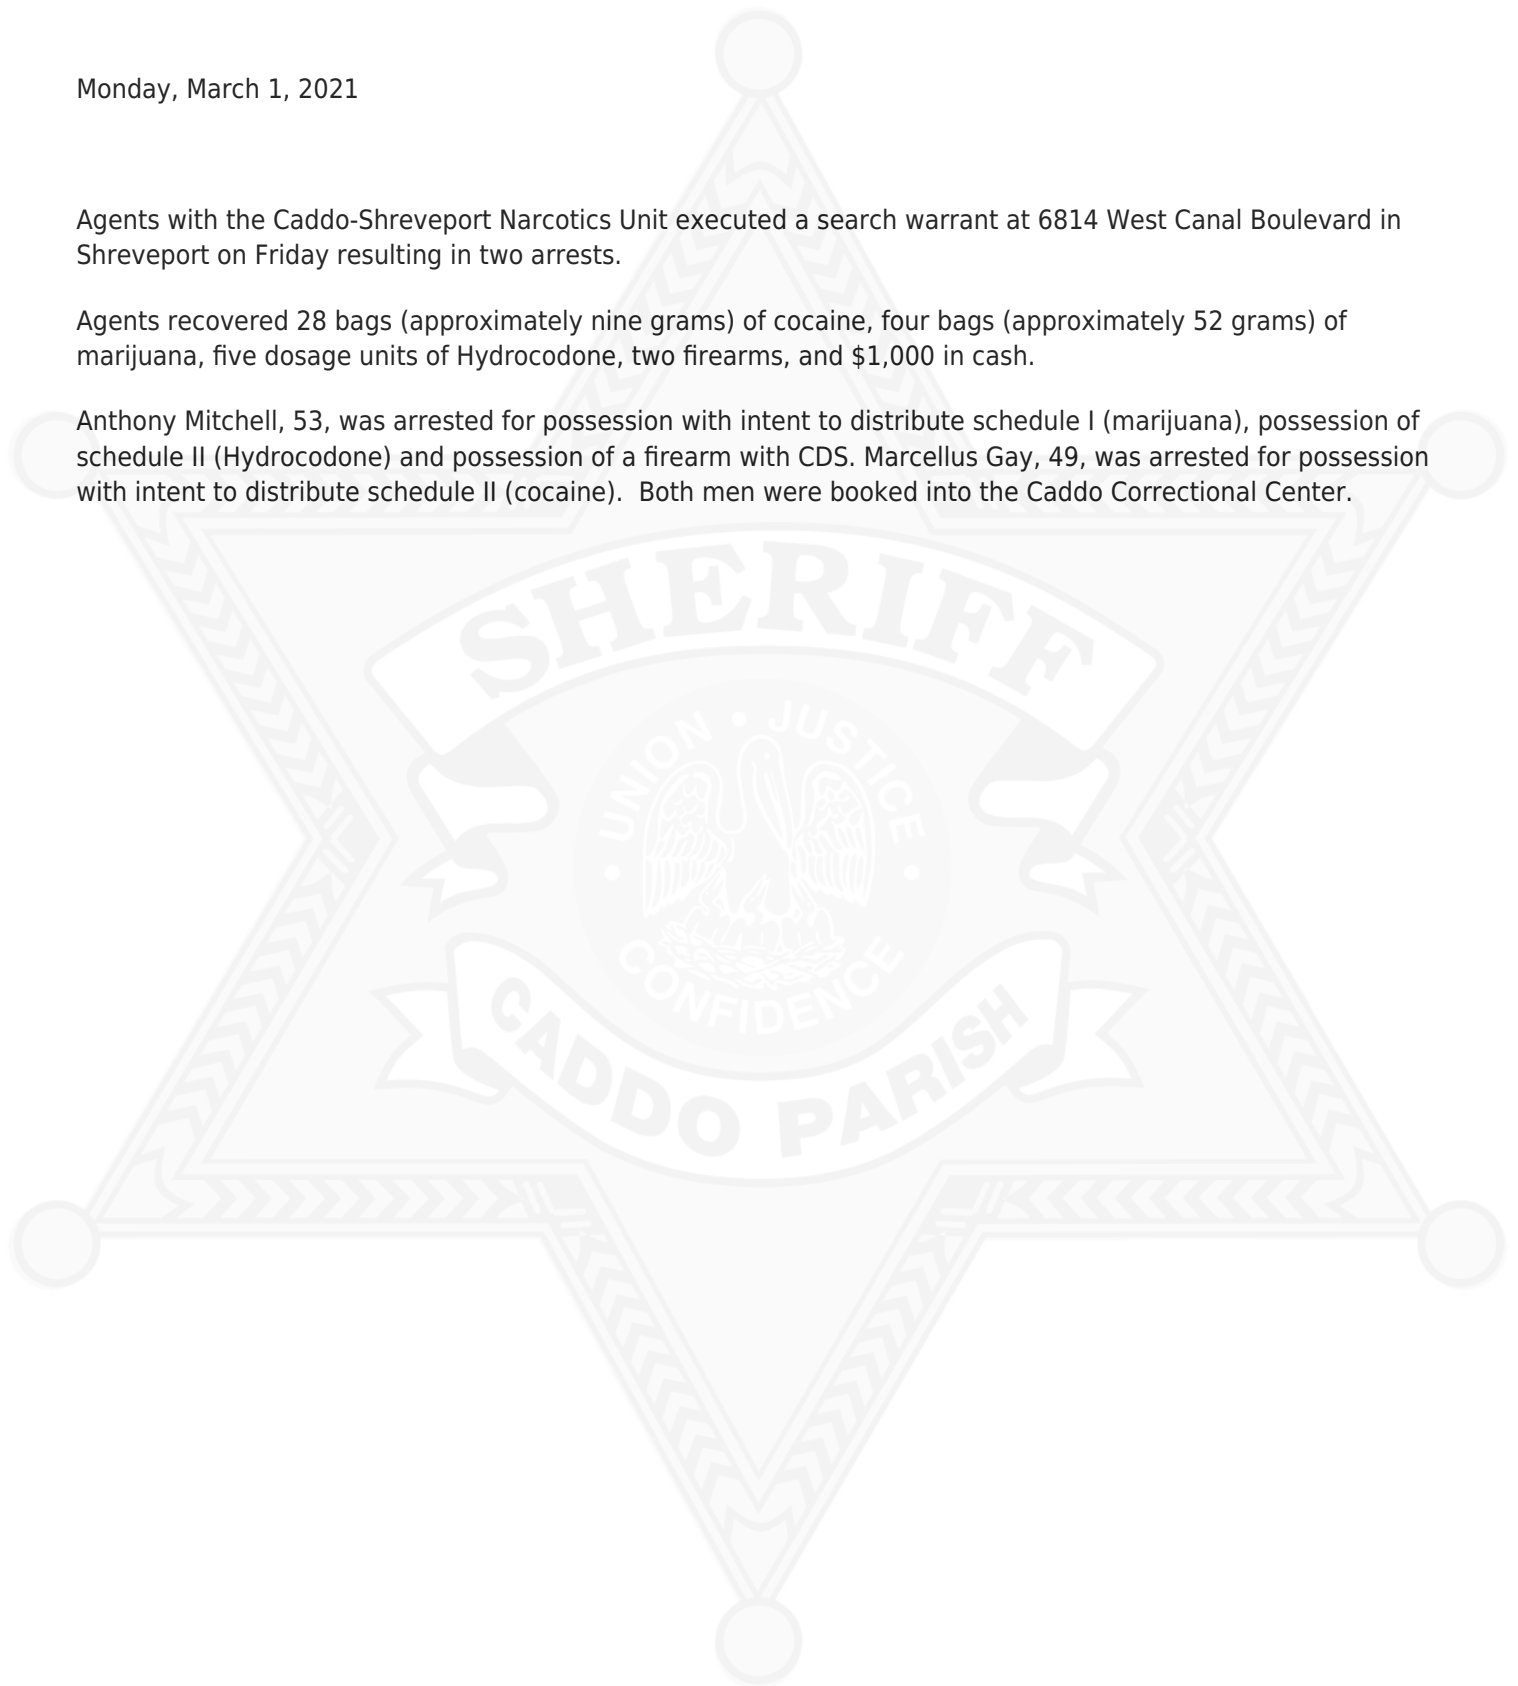 Monday, March 1, 2021
Agents with the Caddo-Shreveport Narcotics Unit executed a search warrant at 6814 West Canal Boulevard in
Shreveport on Friday resulting in two arrests.
Agents recovered 28 bags (approximately nine grams) of cocaine, four bags (approximately 52 grams) of
marijuana, five dosage units of Hydrocodone, two firearms, and $1,000 in cash.
Anthony Mitchell, 53, was arrested for possession with intent to distribute schedule I (marijuana), possession of
schedule II (Hydrocodone) and possession of a firearm with CDS. Marcellus Gay, 49, was arrested for possession
with intent to distribute schedule II (cocaine).  Both men were booked into the Caddo Correctional Center.
SHERIFF
UNION • JUSTICE
• CONFIDENCE •
CADDO PARISH